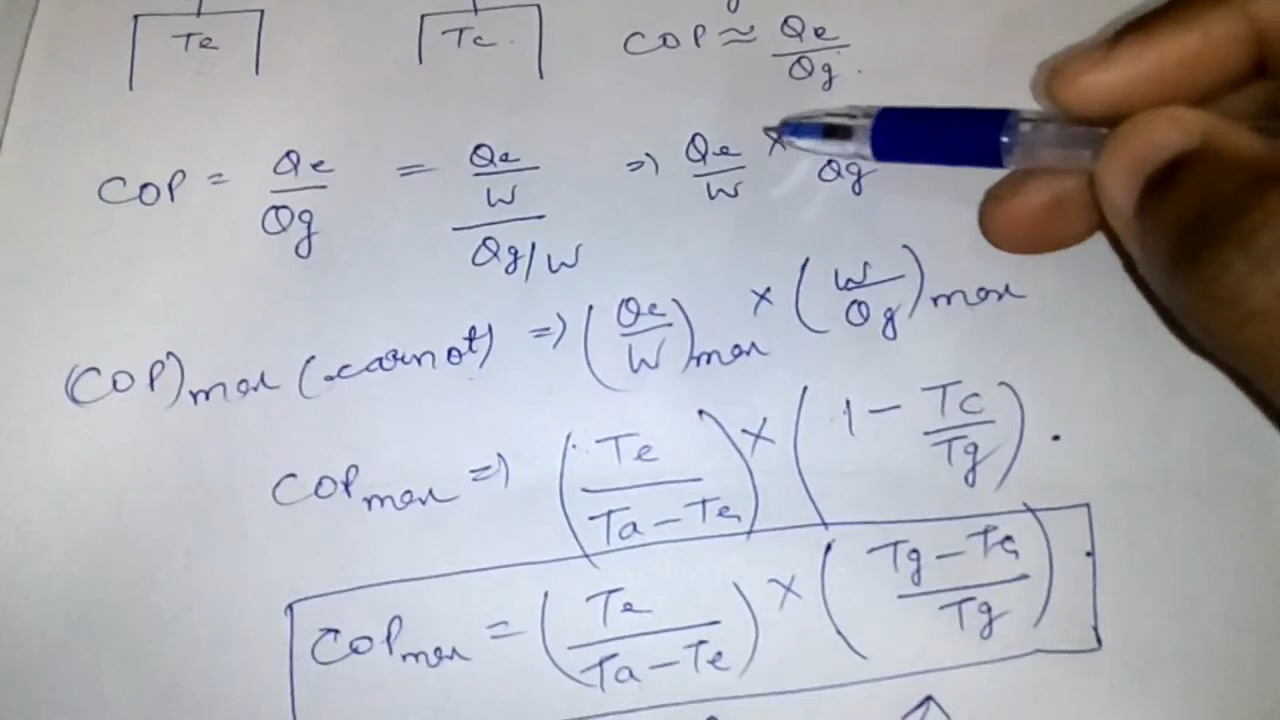 Te Tc. COP ≈ Qe/Qg.
COP = Qe/Qg = (Qe/W)/(Qg/W) => Qe/W × /Qg
(COP)max (carnot) => (Qe/W)max × (W/Qg)max
COPmax => (Te/(Ta-Te)) × (1 - Tc/Tg).
COPmax = (Te/(Ta-Te)) × ((Tg-Tc)/Tg)